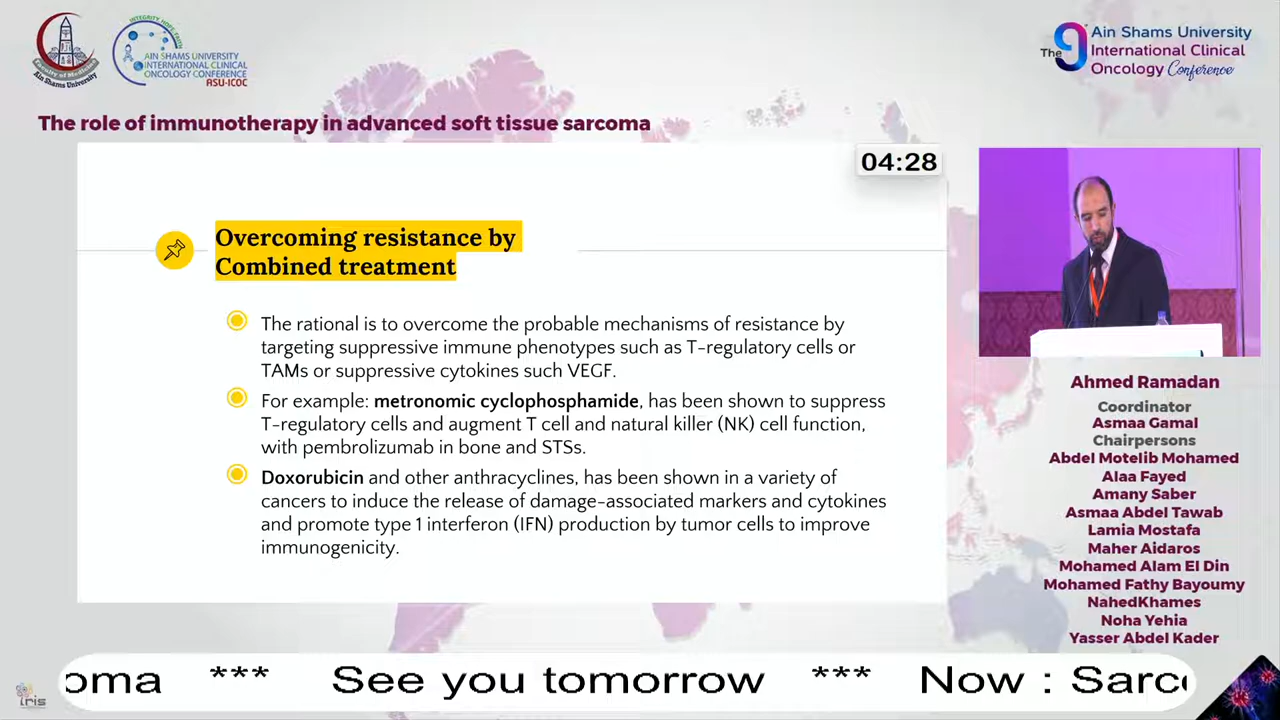 Faculty of Medicine
Ain Shams University
INTEGRITY HOPE FAITH
AIN SHAMS UNIVERSITY
INTERNATIONAL CLINICAL
ONCOLOGY CONFERENCE
ASU-ICOC
The 9
Ain Shams University
International Clinical
Oncology Conference
The role of immunotherapy in advanced soft tissue sarcoma
04:28
Overcoming resistance by
Combined treatment
The rational is to overcome the probable mechanisms of resistance by
targeting suppressive immune phenotypes such as T-regulatory cells or
TAMs or suppressive cytokines such VEGF.
For example: metronomic cyclophosphamide, has been shown to suppress
T-regulatory cells and augment T cell and natural killer (NK) cell function,
with pembrolizumab in bone and STSs.
Doxorubicin and other anthracyclines, has been shown in a variety of
cancers to induce the release of damage-associated markers and cytokines
and promote type 1 interferon (IFN) production by tumor cells to improve
immunogenicity.
Ahmed Ramadan
Coordinator
Asmaa Gamal
Chairpersons
Abdel Motelib Mohamed
Alaa Fayed
Amany Saber
Asmaa Abdel Tawab
Lamia Mostafa
Maher Aidaros
Mohamed Alam El Din
Mohamed Fathy Bayoumy
NahedKhames
Noha Yehia
Yasser Abdel Kader
oma *** See you tomorrow *** Now : Sarc
iris